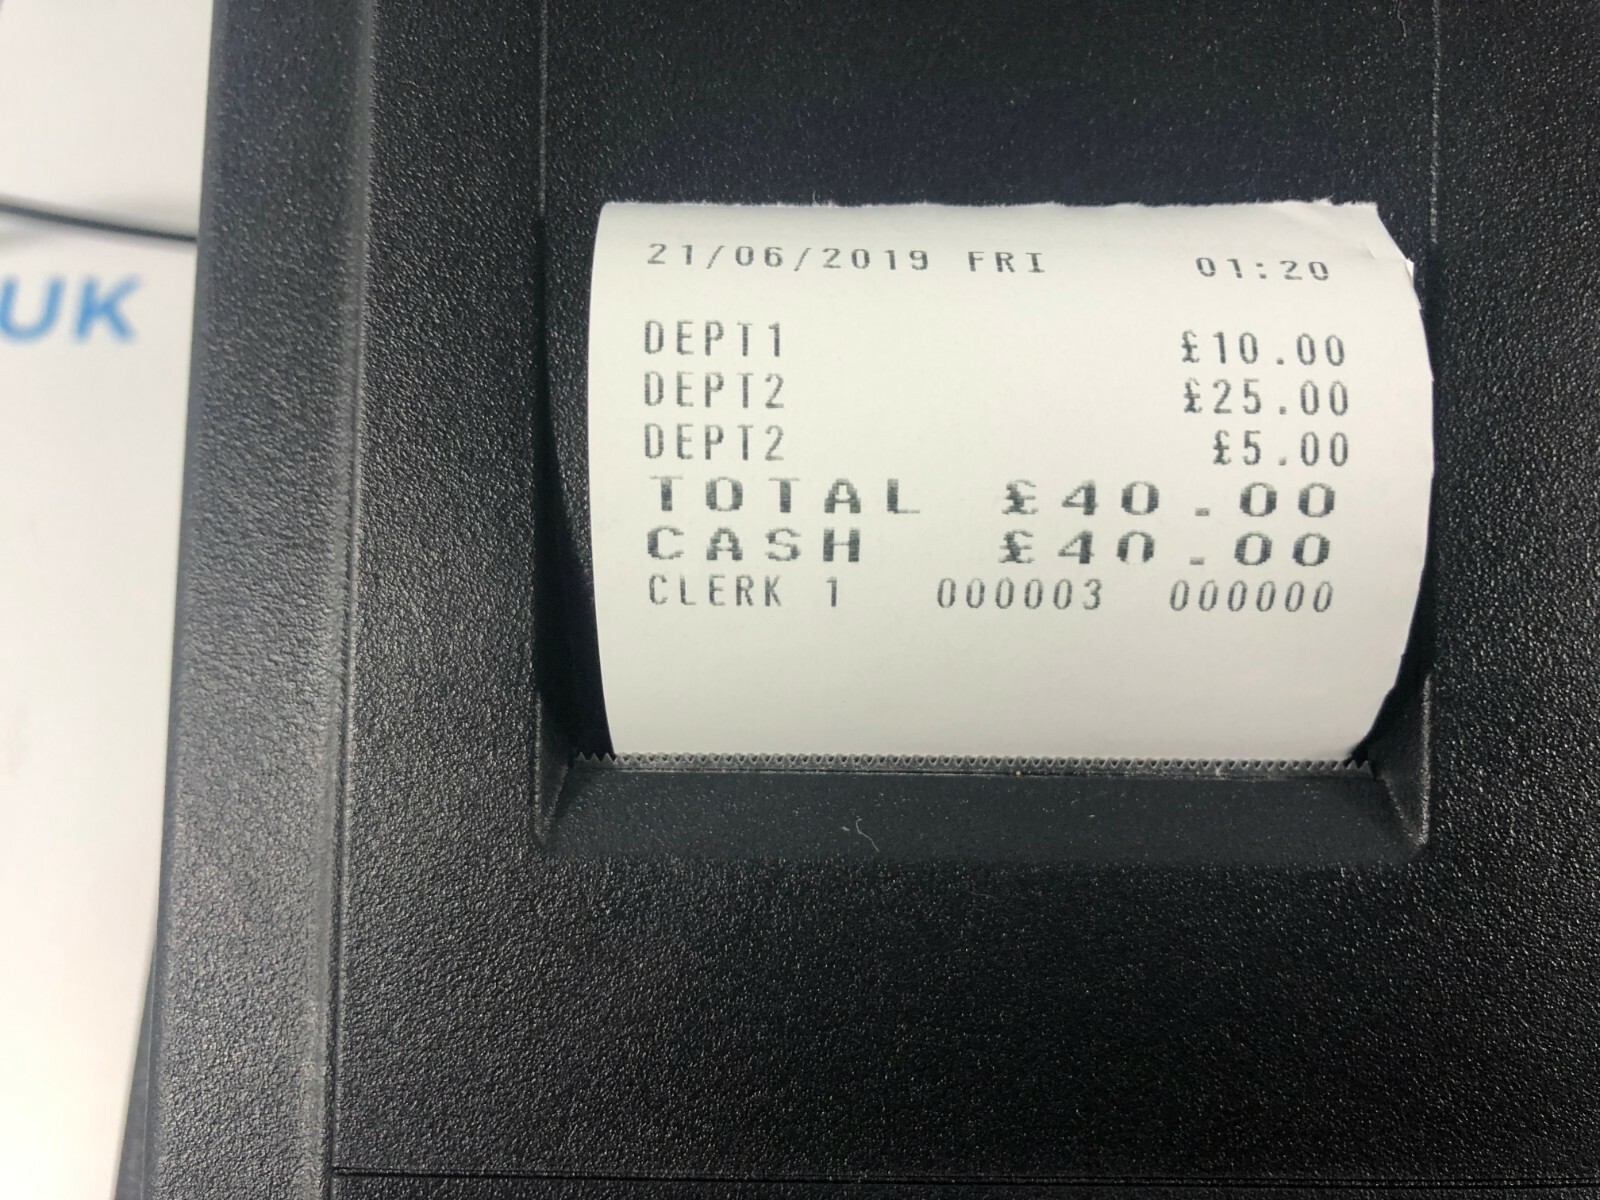 UK
21/06/2019 FRI 01:20
DEPT1 £10.00
DEPT2 £25.00
DEPT2 £5.00
TOTAL £40.00
CASH £40.00
CLERK 1 000003 000000